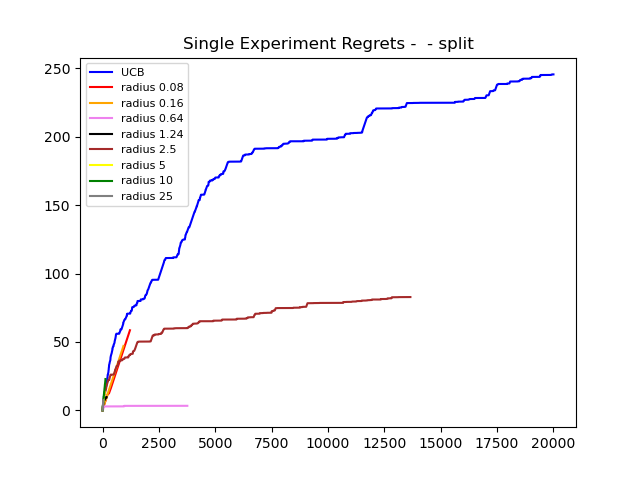 Single Experiment Regrets -  - split
250
200
150
100
50
0
UCB
radius 0.08
radius 0.16
radius 0.64
radius 1.24
radius 2.5
radius 5
radius 10
radius 25
0 2500 5000 7500 10000 12500 15000 17500 20000